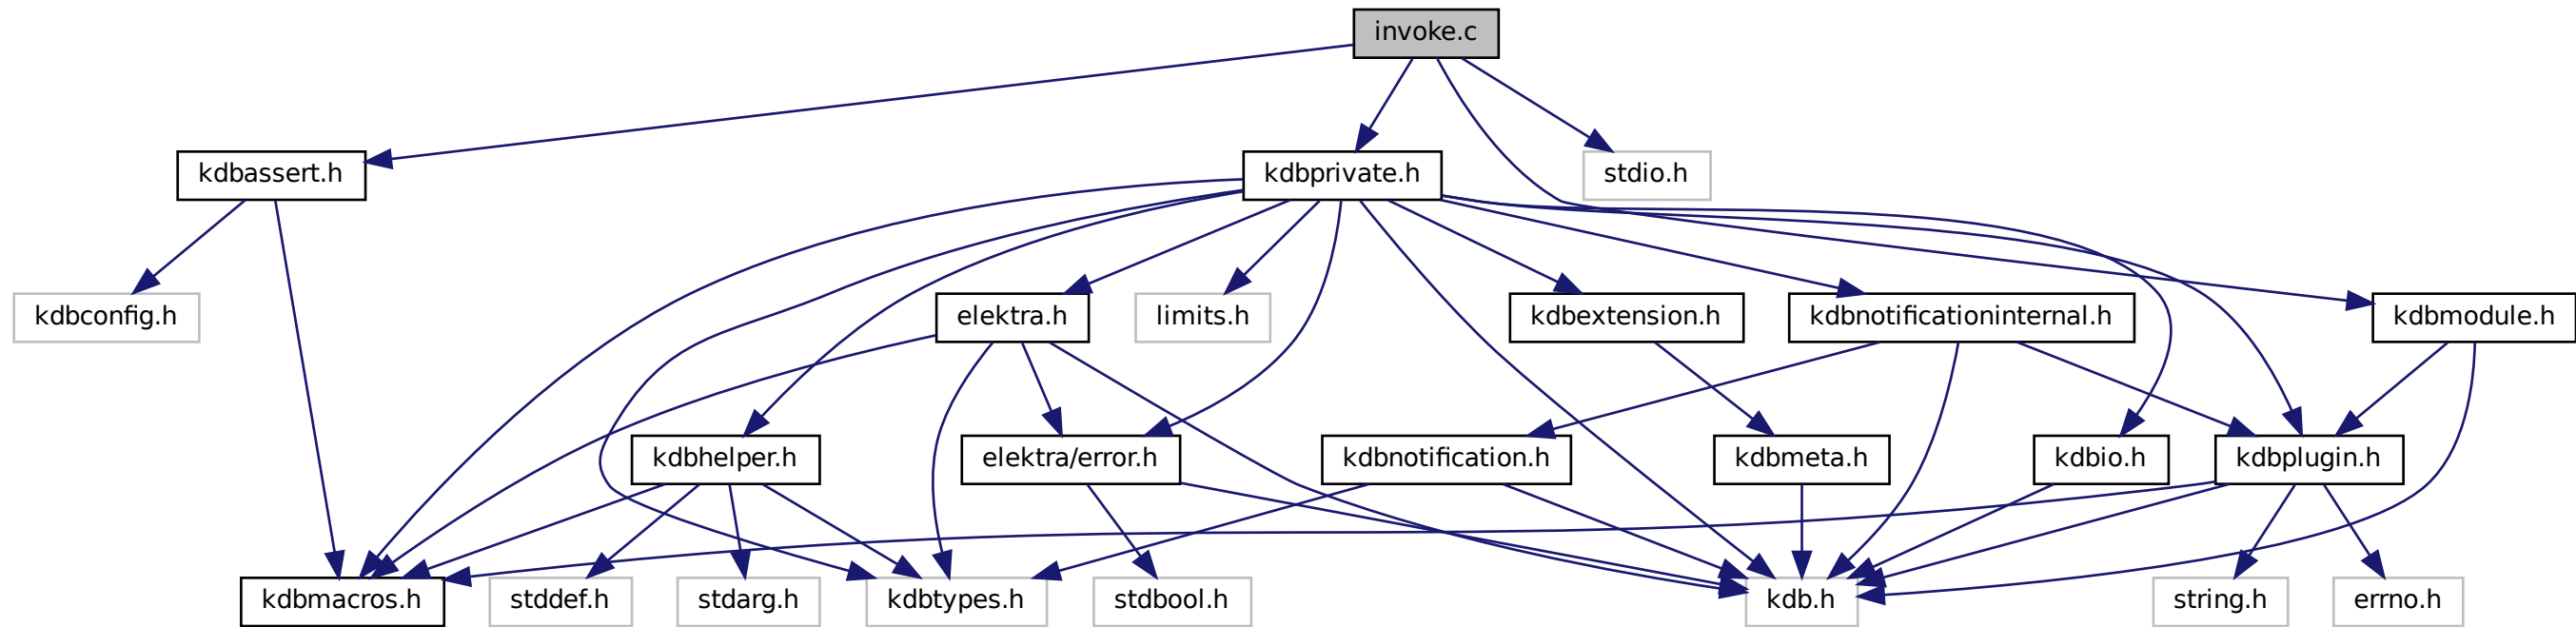 invoke.c
kdbassert.h
kdbprivate.h
stdio.h
kdbconfig.h
elektra.h
limits.h
kdbextension.h
kdbnotificationinternal.h
kdbmodule.h
kdbhelper.h
elektra/error.h
kdbnotification.h
kdbmeta.h
kdbio.h
kdbplugin.h
kdbmacros.h
stddef.h
stdarg.h
kdbtypes.h
stdbool.h
kdb.h
string.h
errno.h